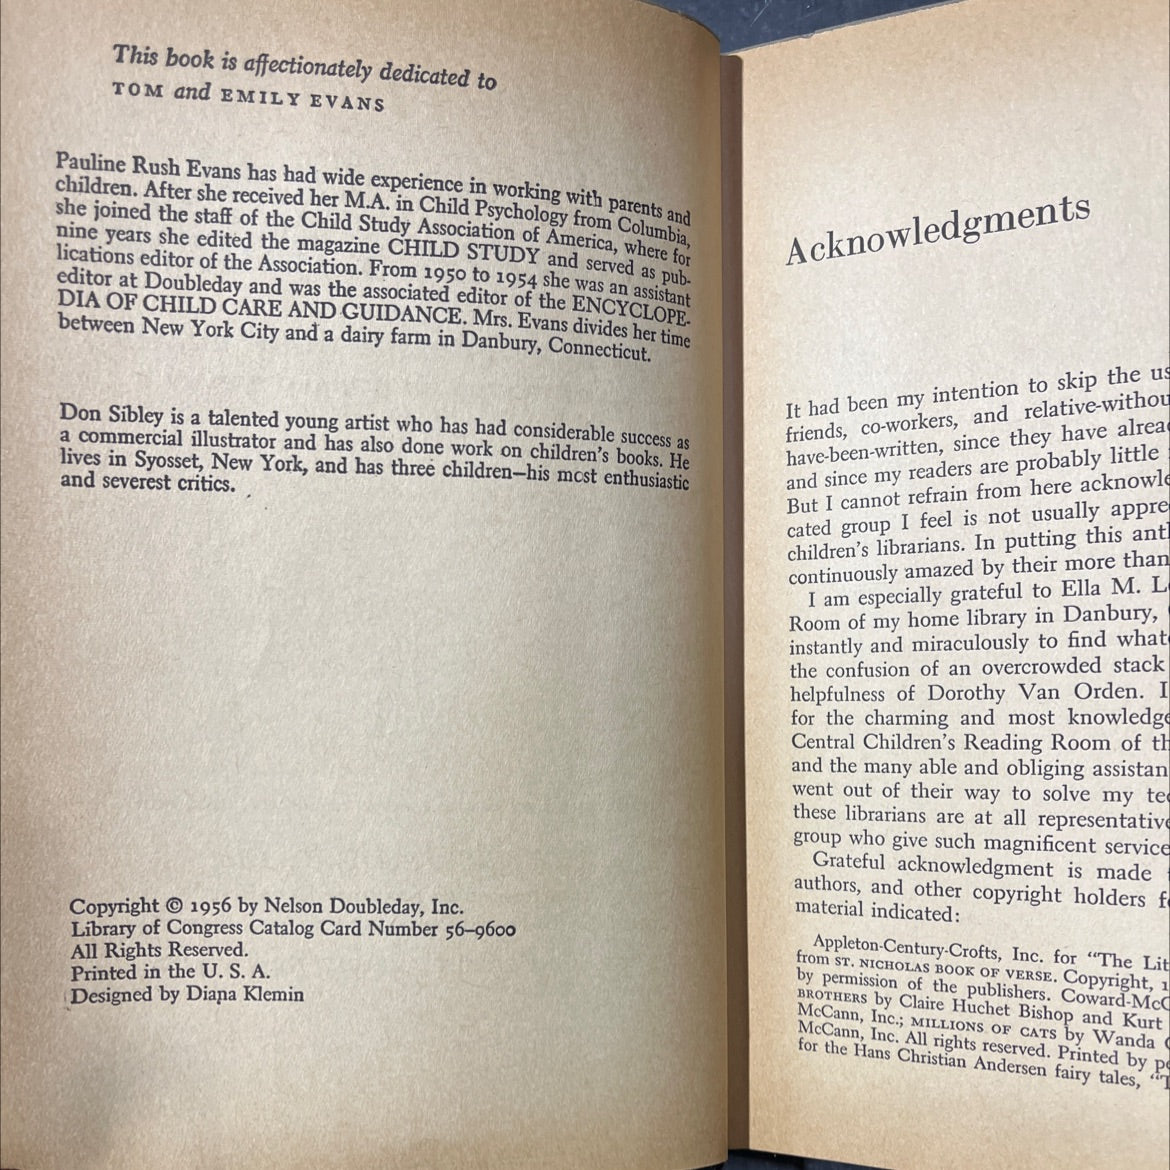 This book is affectionately dedicated to
TOM and EMILY EVANS
Pauline Rush Evans has had wide experience in working with parents and
children. After she received her M.A. in Child Psychology from Columbia,
she joined the staff of the Child Study Association of America, where for
nine years she edited the magazine CHILD STUDY and served as pub-
lications editor of the Association. From 1950 to 1954 she was an assistant
editor at Doubleday and was the associated editor of the ENCYCLOPE-
DIA OF CHILD CARE AND GUIDANCE. Mrs. Evans divides her time
between New York City and a dairy farm in Danbury, Connecticut.
Don Sibley is a talented young artist who has had considerable success as
a commercial illustrator and has also done work on children's books. He
lives in Syosset, New York, and has three children—his most enthusiastic
and severest critics.
Copyright © 1956 by Nelson Doubleday, Inc.
Library of Congress Catalog Card Number 56–9600
All Rights Reserved.
Printed in the U. S. A.
Designed by Diana Klemin
Acknowledgments
It had been my intention to skip the us
friends, co-workers, and relative-withou
have-been-written, since they have alrea
and since my readers are probably little
But I cannot refrain from here acknowle
cated group I feel is not usually appre
children's librarians. In putting this ant
continuously amazed by their more than
I am especially grateful to Ella M. L
Room of my home library in Danbury,
instantly and miraculously to find what
the confusion of an overcrowded stack
helpfulness of Dorothy Van Orden. I
for the charming and most knowledge
Central Children's Reading Room of th
and the many able and obliging assistan
went out of their way to solve my te
these librarians are at all representative
group who give such magnificent service
Grateful acknowledgment is made
authors, and other copyright holders f
material indicated:
Appleton-Century-Crofts, Inc. for "The Lit
from ST. NICHOLAS BOOK OF VERSE. Copyright, 1
by permission of the publishers. Coward-McC
BROTHERS by Claire Huchet Bishop and Kurt
McCann, Inc.; MILLIONS OF CATS by Wanda
McCann, Inc. All rights reserved. Printed by pe
for the Hans Christian Andersen fairy tales, "T